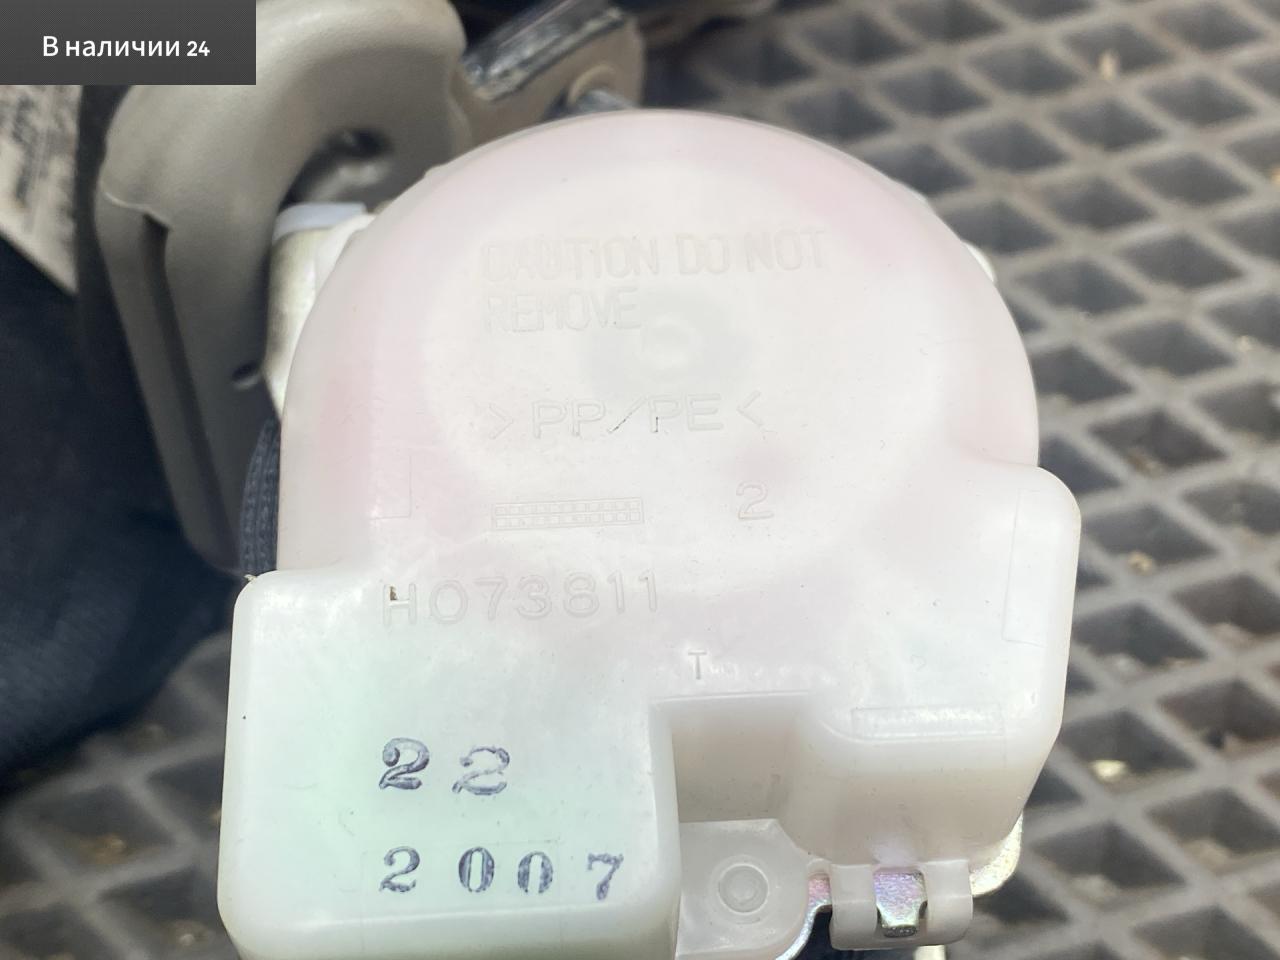 В наличии 24
CAUTION DO NOT
REMOVE
>PP/PE<
2
H073811
T
22
2007